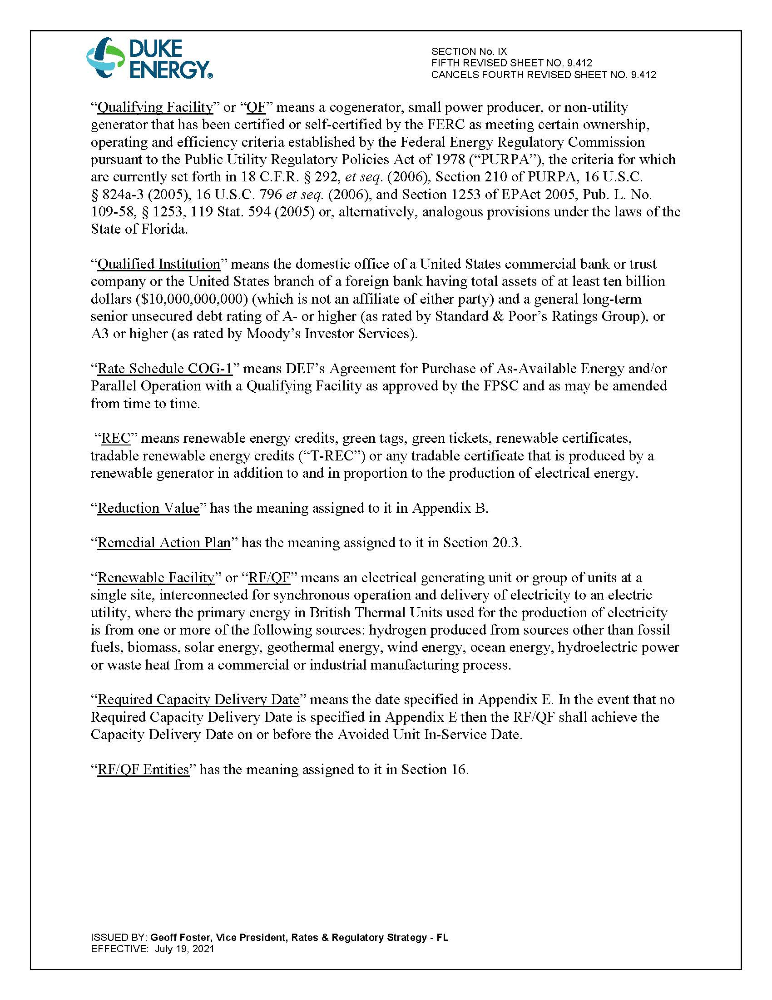 DUKE
ENERGY®
SECTION No. IX
FIFTH REVISED SHEET NO. 9.412
CANCELS FOURTH REVISED SHEET NO. 9.412
“Qualifying Facility” or “QF” means a cogenerator, small power producer, or non-utility
generator that has been certified or self-certified by the FERC as meeting certain ownership,
operating and efficiency criteria established by the Federal Energy Regulatory Commission
pursuant to the Public Utility Regulatory Policies Act of 1978 (“PURPA”), the criteria for which
are currently set forth in 18 C.F.R. § 292, et seq. (2006), Section 210 of PURPA, 16 U.S.C.
§ 824a-3 (2005), 16 U.S.C. 796 et seq. (2006), and Section 1253 of EPAct 2005, Pub. L. No.
109-58, § 1253, 119 Stat. 594 (2005) or, alternatively, analogous provisions under the laws of the
State of Florida.
“Qualified Institution” means the domestic office of a United States commercial bank or trust
company or the United States branch of a foreign bank having total assets of at least ten billion
dollars ($10,000,000,000) (which is not an affiliate of either party) and a general long-term
senior unsecured debt rating of A- or higher (as rated by Standard & Poor’s Ratings Group), or
A3 or higher (as rated by Moody’s Investor Services).
“Rate Schedule COG-1” means DEF’s Agreement for Purchase of As-Available Energy and/or
Parallel Operation with a Qualifying Facility as approved by the FPSC and as may be amended
from time to time.
“REC” means renewable energy credits, green tags, green tickets, renewable certificates,
tradable renewable energy credits (“T-REC”) or any tradable certificate that is produced by a
renewable generator in addition to and in proportion to the production of electrical energy.
“Reduction Value” has the meaning assigned to it in Appendix B.
“Remedial Action Plan” has the meaning assigned to it in Section 20.3.
“Renewable Facility” or “RF/QF” means an electrical generating unit or group of units at a
single site, interconnected for synchronous operation and delivery of electricity to an electric
utility, where the primary energy in British Thermal Units used for the production of electricity
is from one or more of the following sources: hydrogen produced from sources other than fossil
fuels, biomass, solar energy, geothermal energy, wind energy, ocean energy, hydroelectric power
or waste heat from a commercial or industrial manufacturing process.
“Required Capacity Delivery Date” means the date specified in Appendix E. In the event that no
Required Capacity Delivery Date is specified in Appendix E then the RF/QF shall achieve the
Capacity Delivery Date on or before the Avoided Unit In-Service Date.
“RF/QF Entities” has the meaning assigned to it in Section 16.
ISSUED BY: Geoff Foster, Vice President, Rates & Regulatory Strategy - FL
EFFECTIVE: July 19, 2021